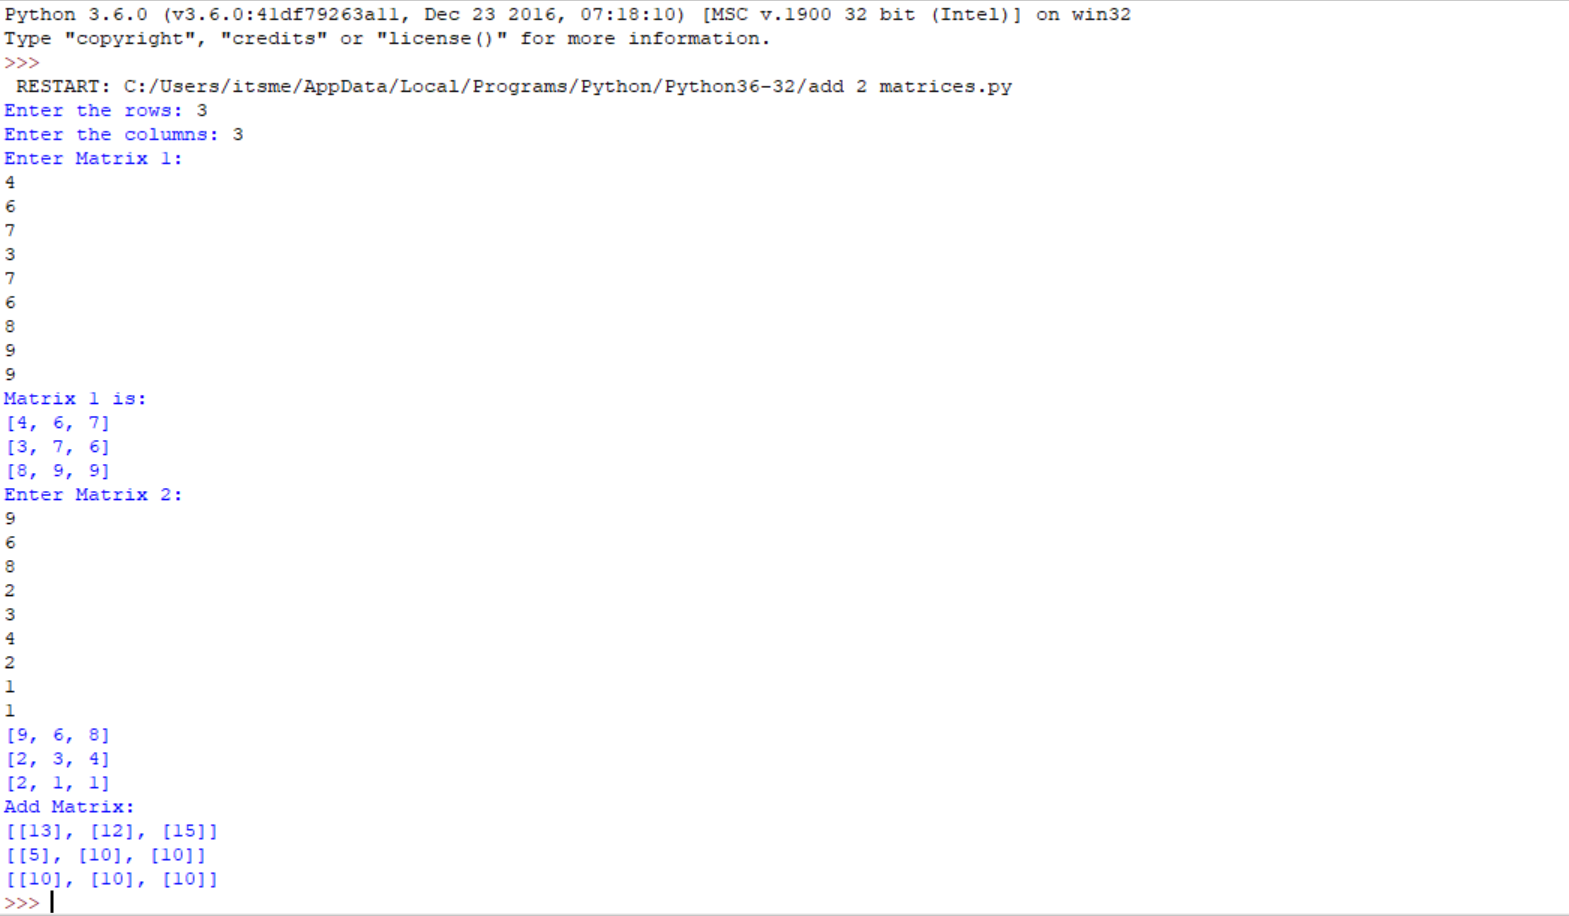 Python 3.6.0 (v3.6.0:41df79263a11, Dec 23 2016, 07:18:10) [MSC v.1900 32 bit (Intel)] on win32
Type "copyright", "credits" or "license()" for more information.
>>>
 RESTART: C:/Users/itsme/AppData/Local/Programs/Python/Python36-32/add 2 matrices.py
Enter the rows: 3
Enter the columns: 3
Enter Matrix 1:
4
6
7
3
7
6
8
9
9
Matrix 1 is:
[4, 6, 7]
[3, 7, 6]
[8, 9, 9]
Enter Matrix 2:
9
6
8
2
3
4
2
1
1
[9, 6, 8]
[2, 3, 4]
[2, 1, 1]
Add Matrix:
[[13], [12], [15]]
[[5], [10], [10]]
[[10], [10], [10]]
>>>